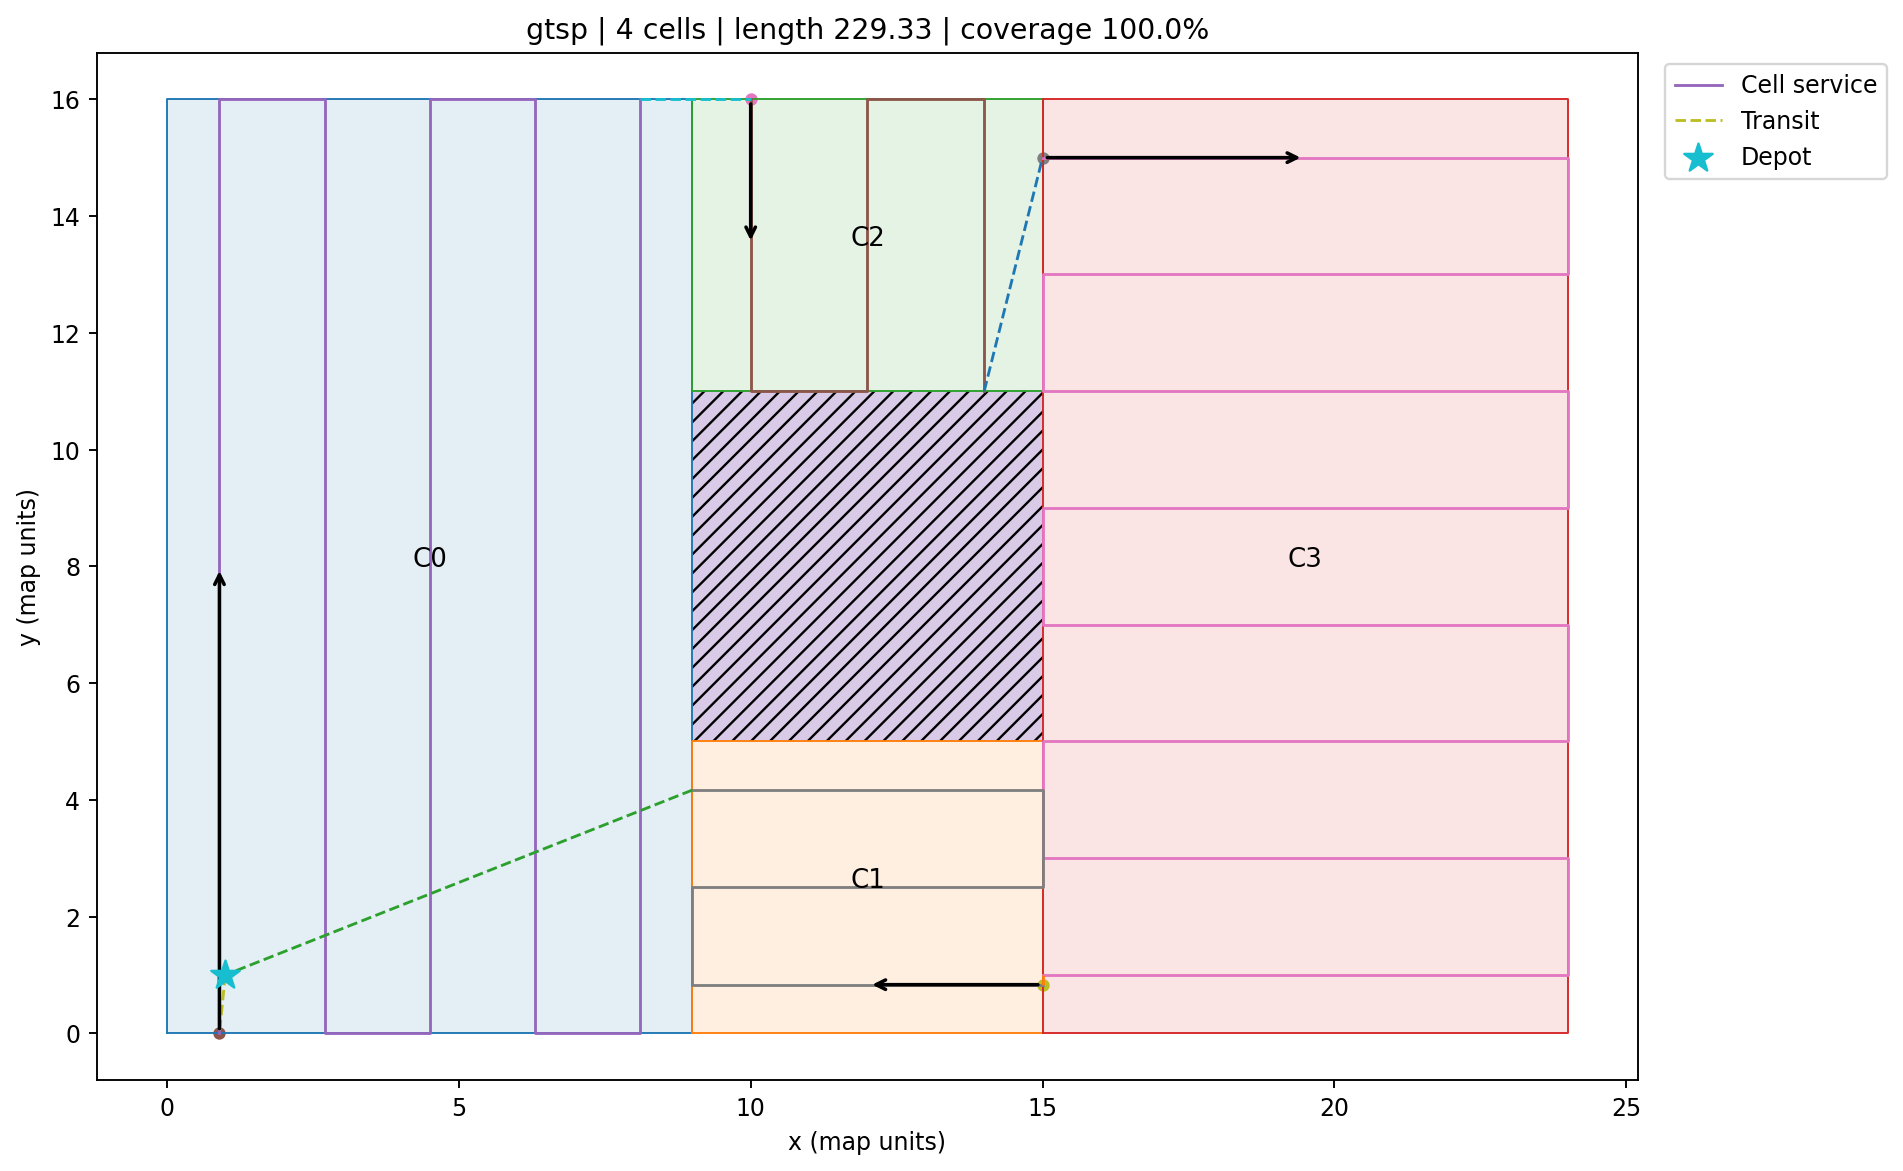 gtsp | 4 cells | length 229.33 | coverage 100.0%
Cell service
Transit
Depot
y (map units)
16
14
12
10
8
6
4
2
0
C2
C0
C3
C1
0
5
10
15
20
25
x (map units)